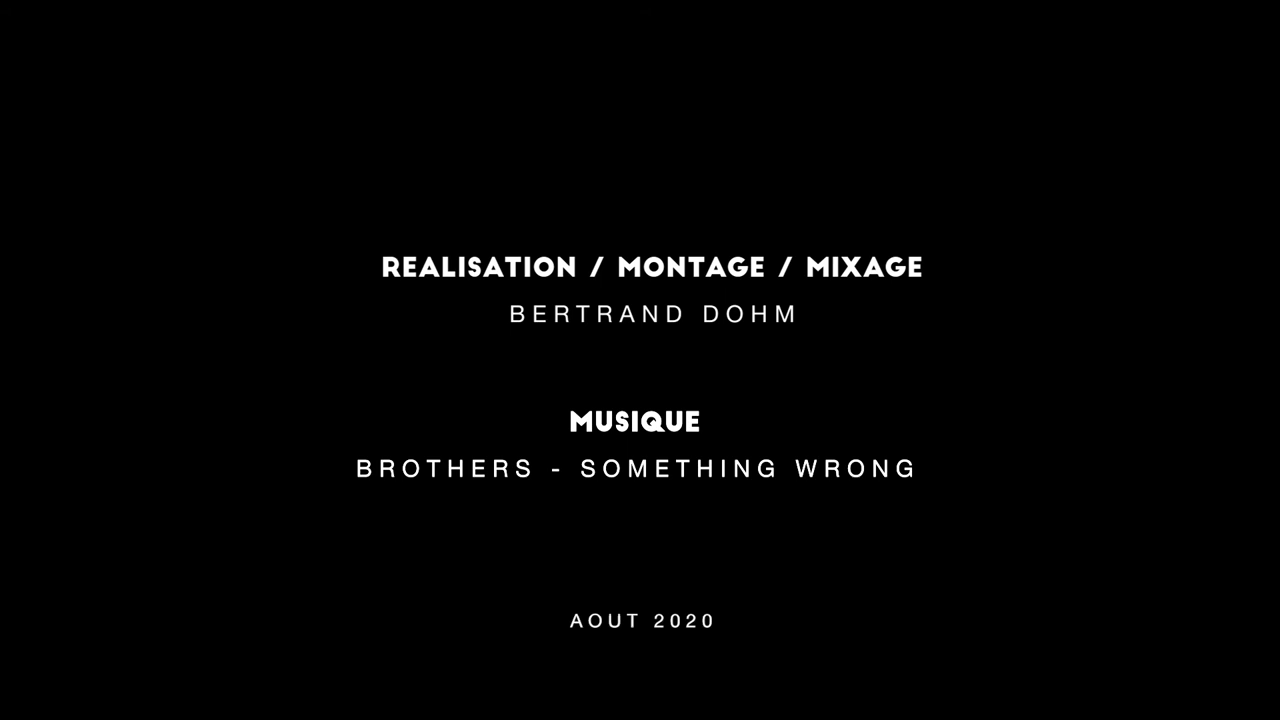 REALISATION / MONTAGE / MIXAGE
BERTRAND DOHM
MUSIQUE
BROTHERS - SOMETHING WRONG
AOUT 2020